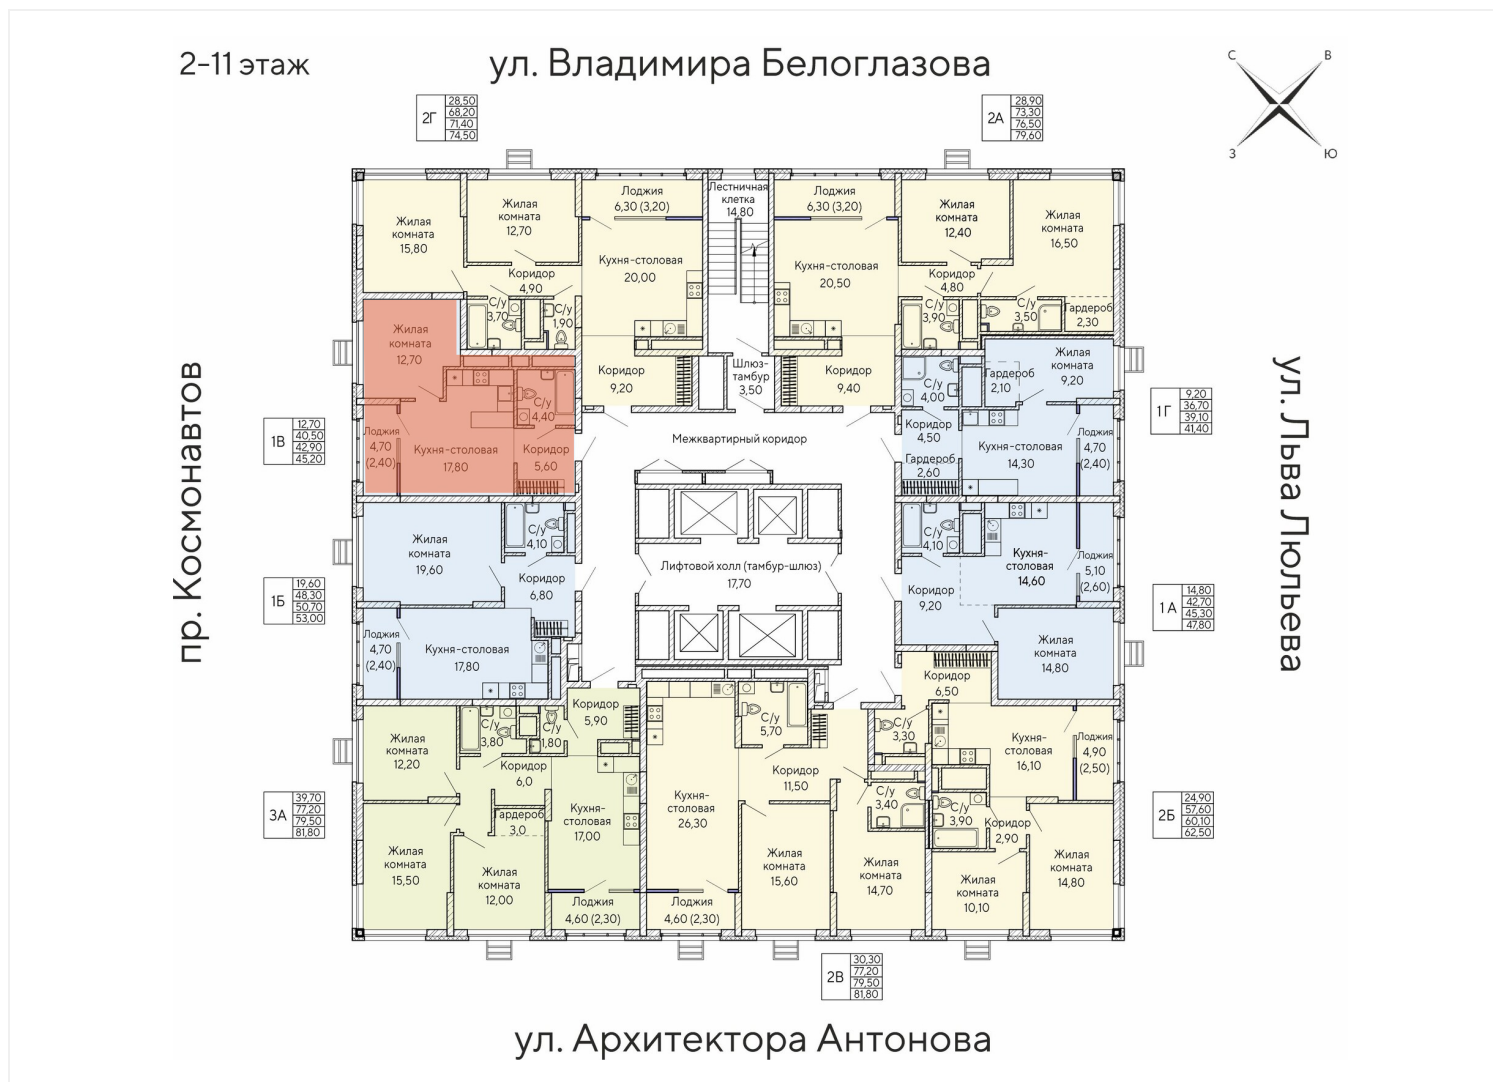 2-11 этаж
ул. Владимира Белоглазова
С
В
З
Ю
2Г
28,50
68,20
71,40
74,50
2А
28,90
73,30
76,50
79,60
Жилая
комната
15,80
Жилая
комната
12,70
Лоджия
6,30 (3,20)
Лестничная
клетка
14,80
Лоджия
6,30 (3,20)
Жилая
комната
12,40
Жилая
комната
16,50
Кухня-столовая
20,00
Кухня-столовая
20,50
Коридор
4,90
Коридор
4,80
С/у
3,70
С/у
1,90
С/у
3,90
С/у
3,50
Гардероб
2,30
Жилая
комната
12,70
Коридор
9,20
Шлюз-
тамбур
3,50
Коридор
9,40
С/у
4,00
Гардероб
2,10
Жилая
комната
9,20
пр. Космонавтов
ул. Льва Люльева
1В
12,70
40,50
42,90
45,20
1Г
9,20
36,70
39,10
41,40
С/у
4,40
Лоджия
4,70
(2,40)
Кухня-столовая
17,80
Коридор
5,60
Межквартирный коридор
Коридор
4,50
Гардероб
2,60
Кухня-столовая
14,30
Лоджия
4,70
(2,40)
Жилая
комната
19,60
С/у
4,10
Коридор
6,80
Лифтовой холл (тамбур-шлюз)
17,70
С/у
4,10
Кухня-
столовая
14,60
Лоджия
5,10
(2,60)
Коридор
9,20
1Б
19,60
48,30
50,70
53,00
1А
14,80
42,70
45,30
47,80
Лоджия
4,70
(2,40)
Кухня-столовая
17,80
Жилая
комната
14,80
Коридор
6,50
Коридор
5,90
Жилая
комната
12,20
С/у
3,80
С/у
1,80
С/у
5,70
С/у
3,30
Кухня-
столовая
16,10
Лоджия
4,90
(2,50)
Коридор
6,0
Коридор
11,50
3А
39,70
77,20
79,50
81,80
2Б
24,90
57,60
60,10
62,50
Гардероб
3,0
Кухня-
столовая
17,00
Кухня-
столовая
26,30
С/у
3,40
С/у
3,90
Коридор
2,90
Жилая
комната
15,50
Жилая
комната
12,00
Жилая
комната
15,60
Жилая
комната
14,70
Жилая
комната
10,10
Жилая
комната
14,80
Лоджия
4,60 (2,30)
Лоджия
4,60 (2,30)
2В
30,30
77,20
79,50
81,80
ул. Архитектора Антонова